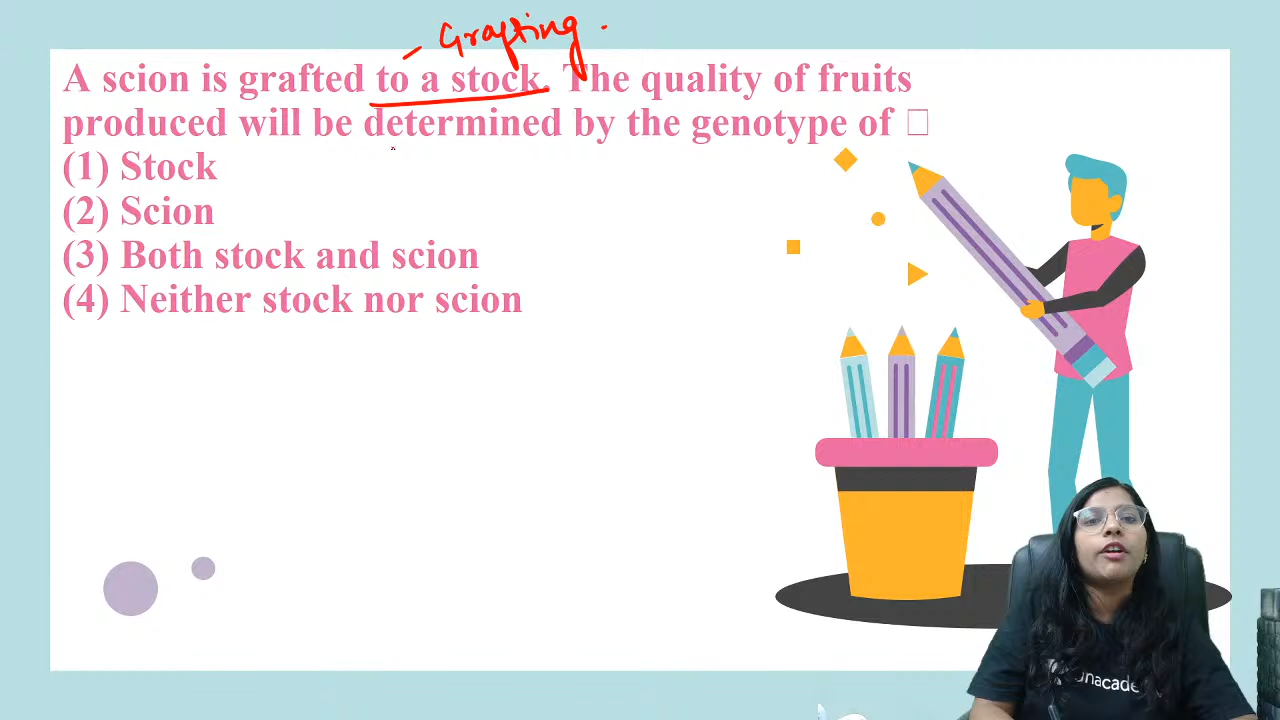 - Grafting.
A scion is grafted to a stock. The quality of fruits
produced will be determined by the genotype of □
(1) Stock
(2) Scion
(3) Both stock and scion
(4) Neither stock nor scion
unacade